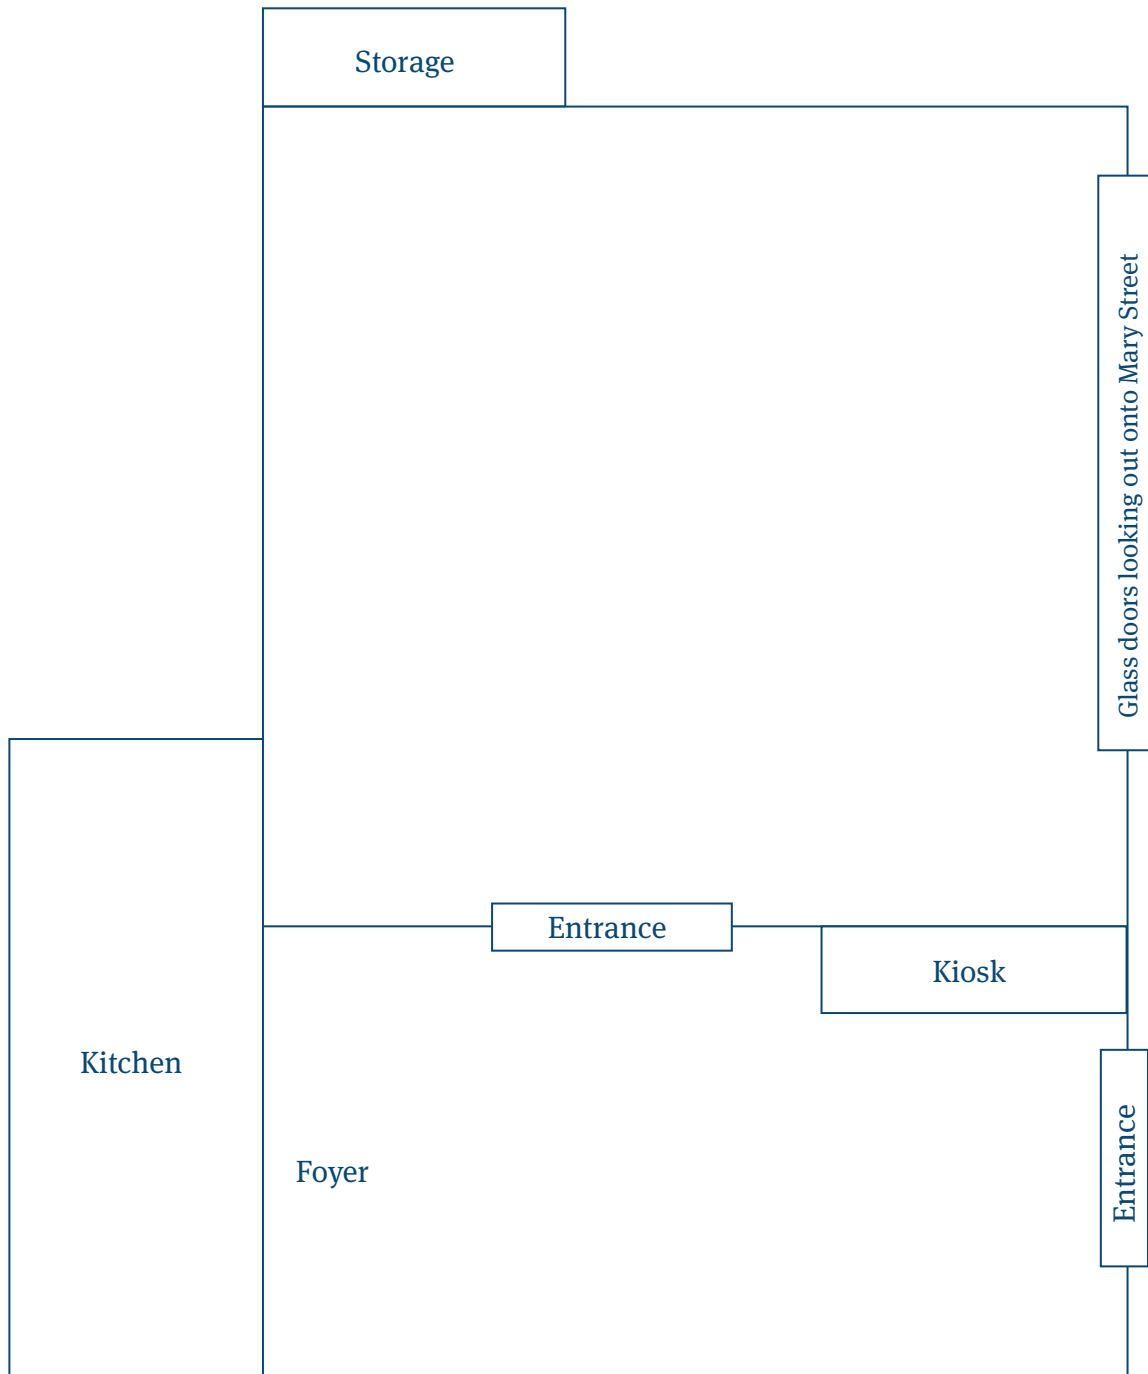 Storage
Glass doors looking out onto Mary Street
Entrance
Kiosk
Kitchen
Entrance
Foyer